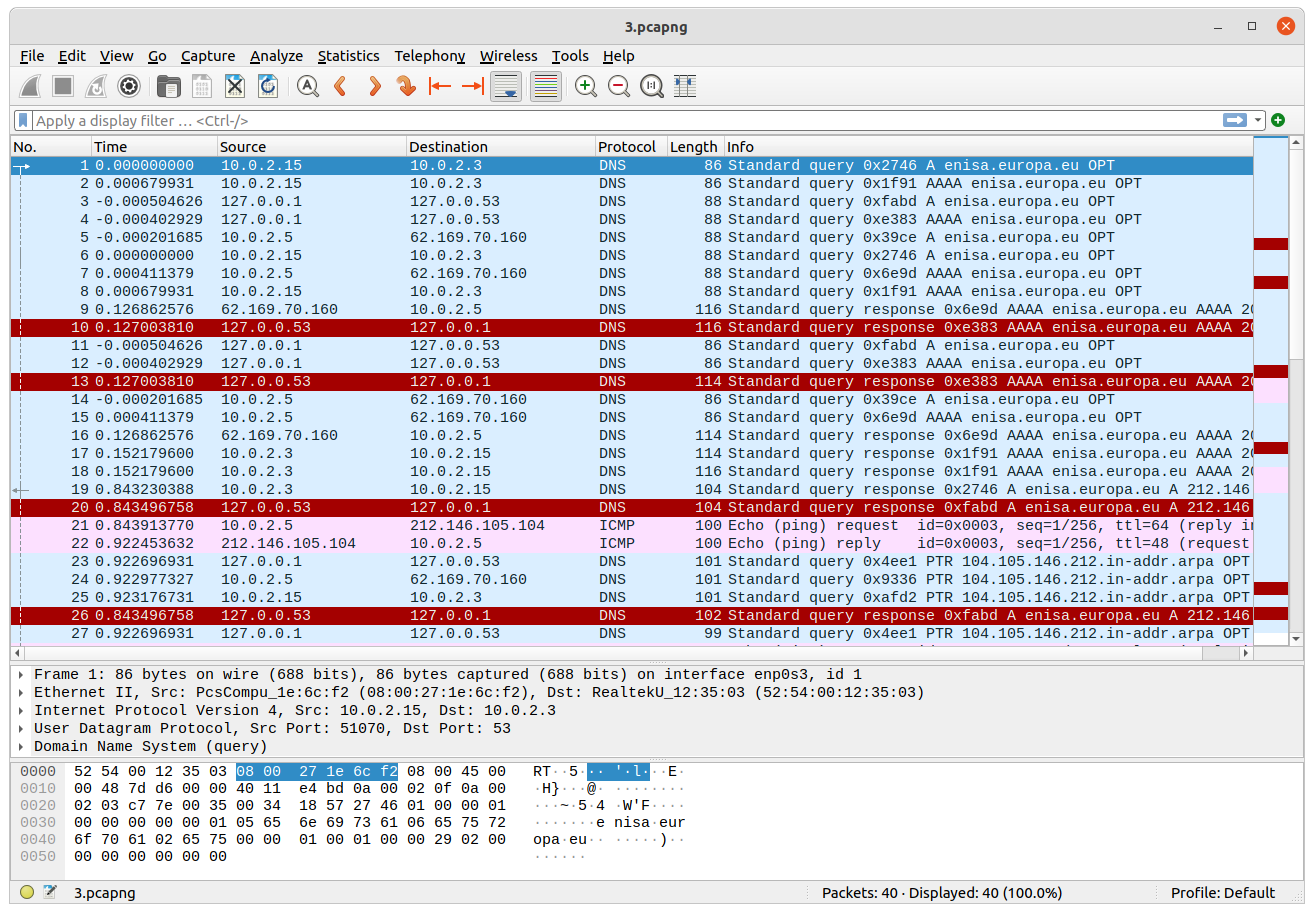 3.pcapng
File Edit View Go Capture Analyze Statistics Telephony Wireless Tools Help
Apply a display filter … <Ctrl-/>
No. Time Source Destination Protocol Length Info
1 0.000000000 10.0.2.15 10.0.2.3 DNS 86 Standard query 0x2746 A enisa.europa.eu OPT
2 0.000679931 10.0.2.15 10.0.2.3 DNS 86 Standard query 0x1f91 AAAA enisa.europa.eu OPT
3 -0.000504626 127.0.0.1 127.0.0.53 DNS 88 Standard query 0xfabd A enisa.europa.eu OPT
4 -0.000402929 127.0.0.1 127.0.0.53 DNS 88 Standard query 0xe383 AAAA enisa.europa.eu OPT
5 -0.000201685 10.0.2.5 62.169.70.160 DNS 88 Standard query 0x39ce A enisa.europa.eu OPT
6 0.000000000 10.0.2.15 10.0.2.3 DNS 88 Standard query 0x2746 A enisa.europa.eu OPT
7 0.000411379 10.0.2.5 62.169.70.160 DNS 88 Standard query 0x6e9d AAAA enisa.europa.eu OPT
8 0.000679931 10.0.2.15 10.0.2.3 DNS 88 Standard query 0x1f91 AAAA enisa.europa.eu OPT
9 0.126862576 62.169.70.160 10.0.2.5 DNS 116 Standard query response 0x6e9d AAAA enisa.europa.eu AAAA 20
10 0.127003810 127.0.0.53 127.0.0.1 DNS 116 Standard query response 0xe383 AAAA enisa.europa.eu AAAA 20
11 -0.000504626 127.0.0.1 127.0.0.53 DNS 86 Standard query 0xfabd A enisa.europa.eu OPT
12 -0.000402929 127.0.0.1 127.0.0.53 DNS 86 Standard query 0xe383 AAAA enisa.europa.eu OPT
13 0.127003810 127.0.0.53 127.0.0.1 DNS 114 Standard query response 0xe383 AAAA enisa.europa.eu AAAA 20
14 -0.000201685 10.0.2.5 62.169.70.160 DNS 86 Standard query 0x39ce A enisa.europa.eu OPT
15 0.000411379 10.0.2.5 62.169.70.160 DNS 86 Standard query 0x6e9d AAAA enisa.europa.eu OPT
16 0.126862576 62.169.70.160 10.0.2.5 DNS 114 Standard query response 0x6e9d AAAA enisa.europa.eu AAAA 20
17 0.152179600 10.0.2.3 10.0.2.15 DNS 114 Standard query response 0x1f91 AAAA enisa.europa.eu AAAA 20
18 0.152179600 10.0.2.3 10.0.2.15 DNS 116 Standard query response 0x1f91 AAAA enisa.europa.eu AAAA 20
19 0.843230388 10.0.2.3 10.0.2.15 DNS 104 Standard query response 0x2746 A enisa.europa.eu A 212.146
20 0.843496758 127.0.0.53 127.0.0.1 DNS 104 Standard query response 0xfabd A enisa.europa.eu A 212.146
21 0.843913770 10.0.2.5 212.146.105.104 ICMP 100 Echo (ping) request id=0x0003, seq=1/256, ttl=64 (reply in
22 0.922453632 212.146.105.104 10.0.2.5 ICMP 100 Echo (ping) reply id=0x0003, seq=1/256, ttl=48 (request
23 0.922696931 127.0.0.1 127.0.0.53 DNS 101 Standard query 0x4ee1 PTR 104.105.146.212.in-addr.arpa OPT
24 0.922977327 10.0.2.5 62.169.70.160 DNS 101 Standard query 0x9336 PTR 104.105.146.212.in-addr.arpa OPT
25 0.923176731 10.0.2.15 10.0.2.3 DNS 101 Standard query 0xafd2 PTR 104.105.146.212.in-addr.arpa OPT
26 0.843496758 127.0.0.53 127.0.0.1 DNS 102 Standard query response 0xfabd A enisa.europa.eu A 212.146
27 0.922696931 127.0.0.1 127.0.0.53 DNS 99 Standard query 0x4ee1 PTR 104.105.146.212.in-addr.arpa OPT
Frame 1: 86 bytes on wire (688 bits), 86 bytes captured (688 bits) on interface enp0s3, id 1
Ethernet II, Src: PcsCompu_1e:6c:f2 (08:00:27:1e:6c:f2), Dst: RealtekU_12:35:03 (52:54:00:12:35:03)
Internet Protocol Version 4, Src: 10.0.2.15, Dst: 10.0.2.3
User Datagram Protocol, Src Port: 51070, Dst Port: 53
Domain Name System (query)
0000 52 54 00 12 35 03 08 00 27 1e 6c f2 08 00 45 00 RT··5···'·l···E·
0010 00 48 7d d6 00 00 40 11 e4 bd 0a 00 02 0f 0a 00 ·H}···@·········
0020 02 03 c7 7e 00 35 00 34 18 57 27 46 01 00 00 01 ···~·5·4·W'F····
0030 00 00 00 00 00 01 05 65 6e 69 73 61 06 65 75 72 ·······enisa·eur
0040 6f 70 61 02 65 75 00 00 01 00 01 00 00 29 02 00 opa·eu·······)··
0050 00 00 00 00 00 00 ······
3.pcapng Packets: 40 · Displayed: 40 (100.0%) Profile: Default